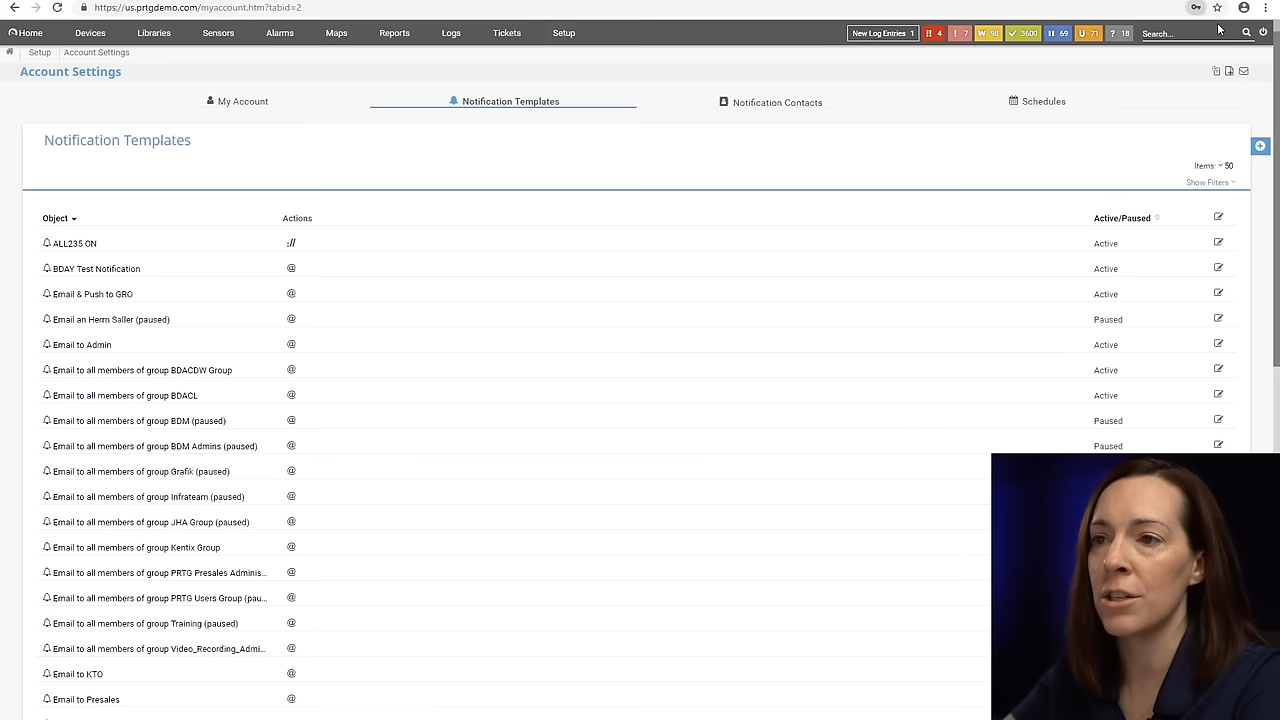 https://us.prtgdemo.com/myaccount.htm?tabid=2
Home Devices Libraries Sensors Alarms Maps Reports Logs Tickets Setup New Log Entries 1 !! 4 ! 7 W 98 3600 69 U 71 ? 18 Search...
Setup Account Settings
Account Settings
My Account Notification Templates Notification Contacts Schedules
Notification Templates
Items: 50
Show Filters
Object Actions Active/Paused
ALL235 ON :// Active
BDAY Test Notification @ Active
Email & Push to GRO @ Active
Email an Herrn Saller (paused) @ Paused
Email to Admin @ Active
Email to all members of group BDACDW Group @ Active
Email to all members of group BDACL @ Active
Email to all members of group BDM (paused) @ Paused
Email to all members of group BDM Admins (paused) @ Paused
Email to all members of group Grafik (paused) @
Email to all members of group Infrateam (paused) @
Email to all members of group JHA Group (paused) @
Email to all members of group Kentix Group @
Email to all members of group PRTG Presales Adminis... @
Email to all members of group PRTG Users Group (pau... @
Email to all members of group Training (paused) @
Email to all members of group Video_Recording_Admi... @
Email to KTO @
Email to Presales @